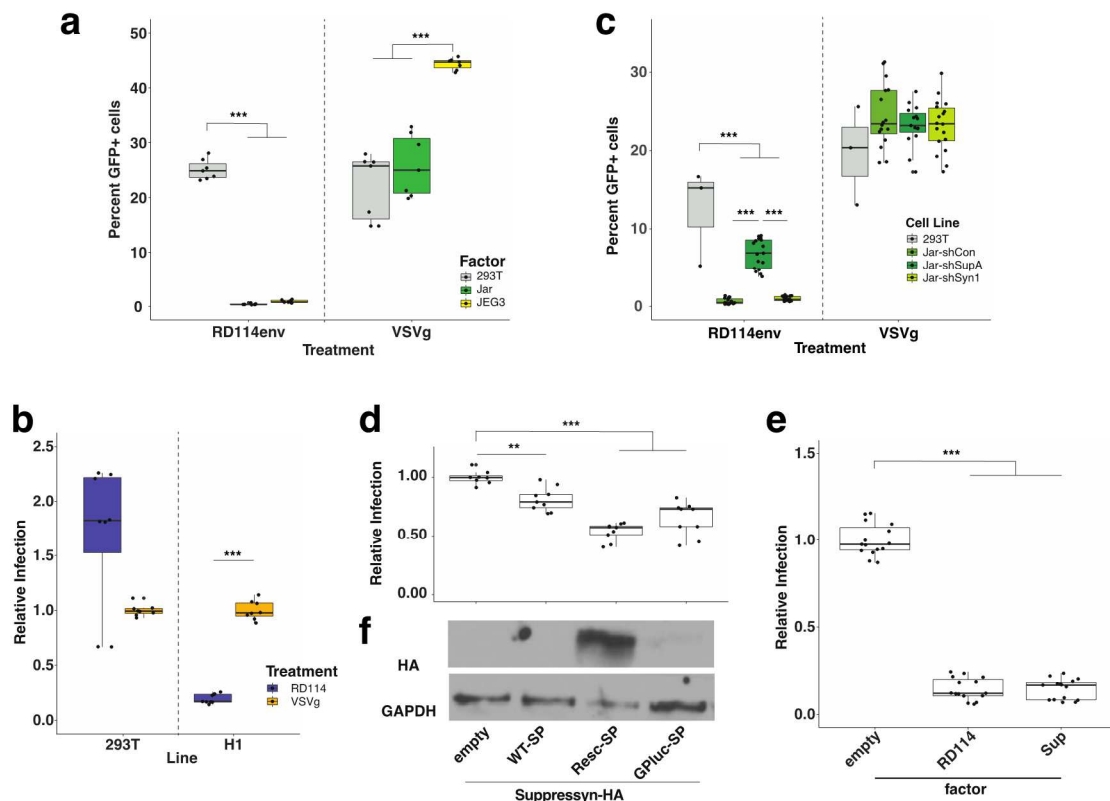 a
Percent GFP+ cells
50
40
30
20
10
0
***
***
Factor
293T
Jar
JEG3
RD114env
VSVg
Treatment
c
Percent GFP+ cells
30
20
10
0
***
***
***
Cell Line
293T
Jar-shCon
Jar-shSupA
Jar-shSyn1
RD114env
VSVg
Treatment
b
Relative Infection
2.5
2.0
1.5
1.0
0.5
0.0
***
Treatment
RD114
VSVg
293T
H1
Line
d
Relative Infection
1.00
0.50
0.00
***
**
f
HA
GAPDH
empty
WT-SP
Resc-SP
GPluc-SP
Suppressyn-HA
e
Relative Infection
1.5
1.0
0.5
0.0
***
empty
RD114
Sup
factor